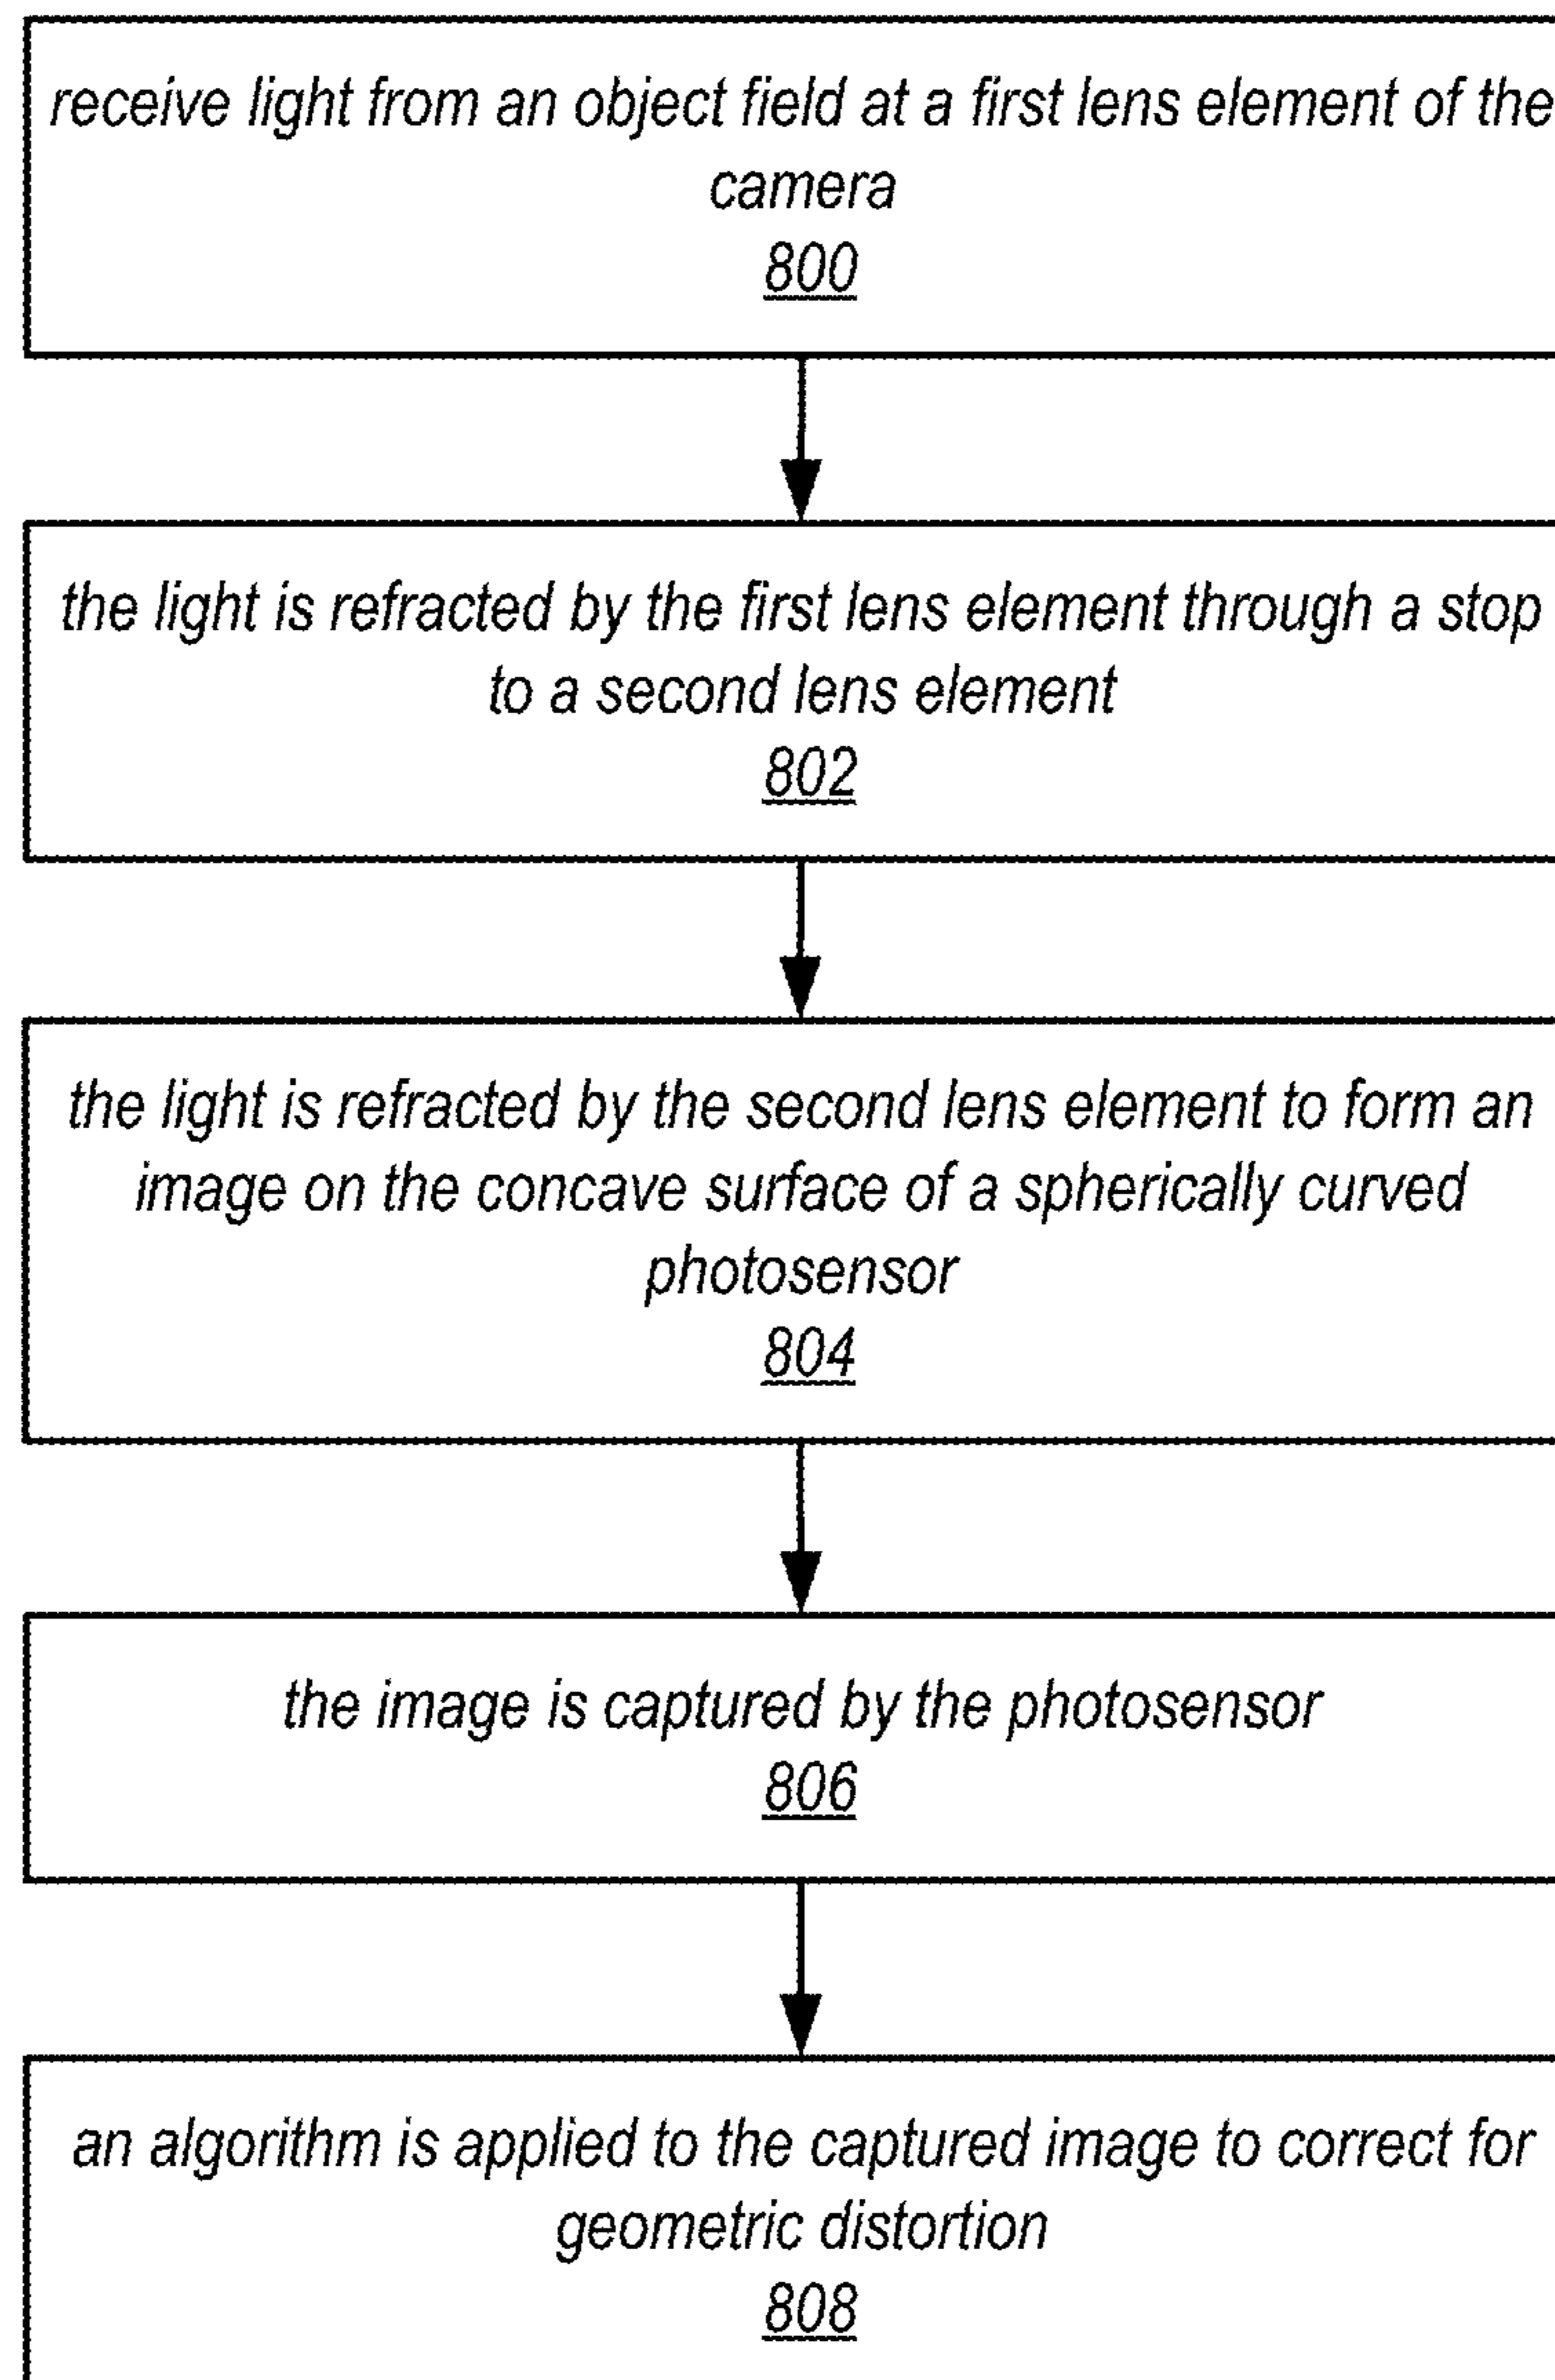 receive light from an object field at a first lens element of the
camera
800
the light is refracted by the first lens element through a stop
to a second lens element
802
the light is refracted by the second lens element to form an
image on the concave surface of a spherically curved
photosensor
804
the image is captured by the photosensor
806
an algorithm is applied to the captured image to correct for
geometric distortion
808